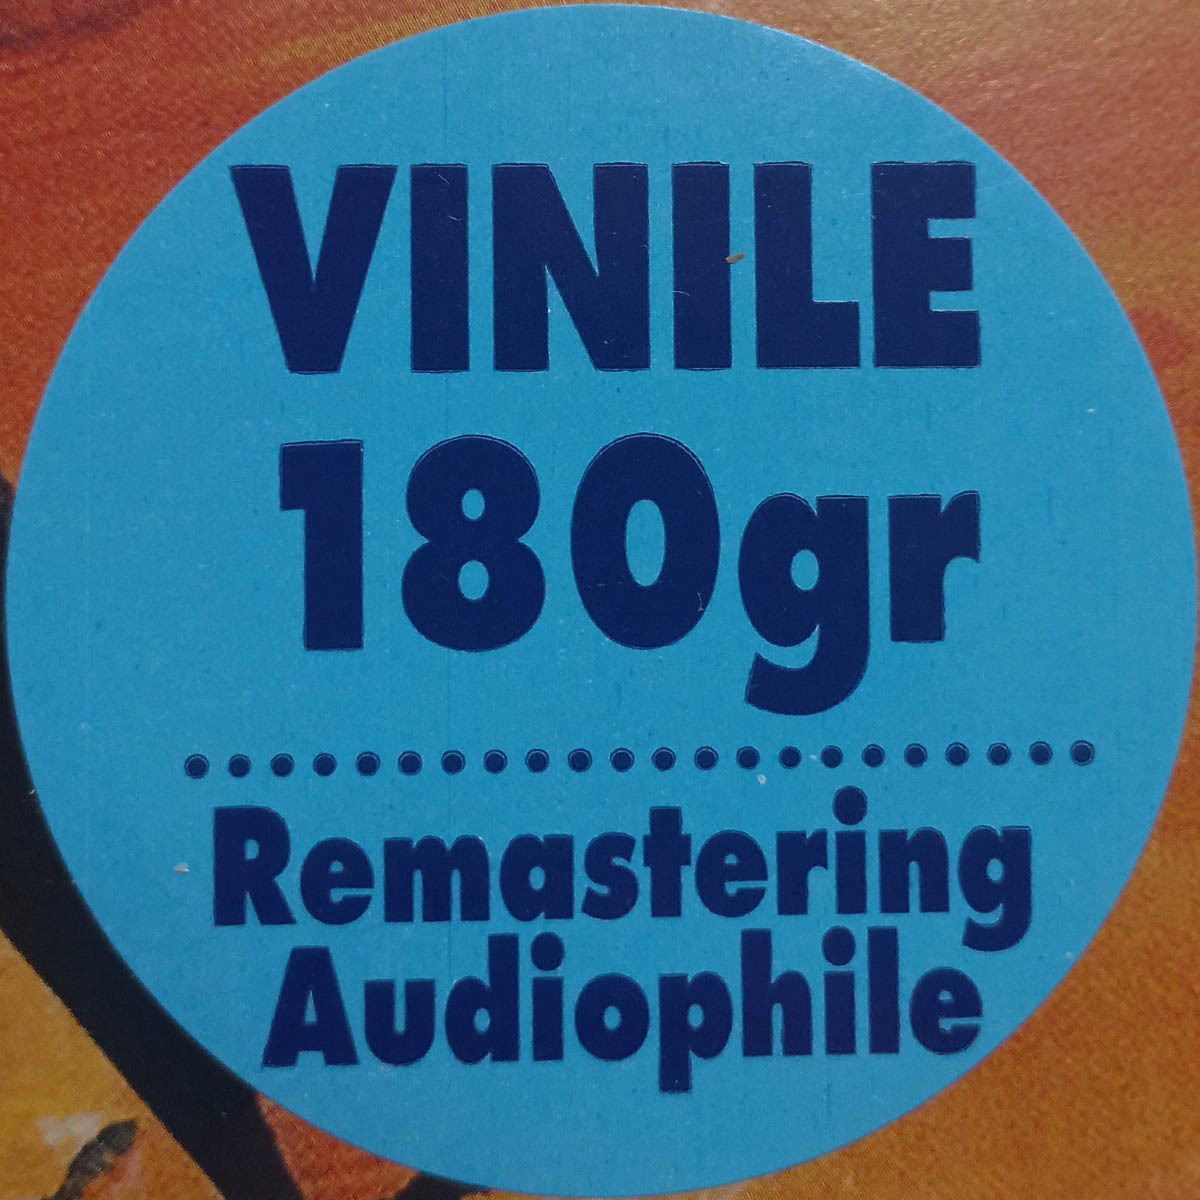 VINILE
180gr
Remastering
Audiophile